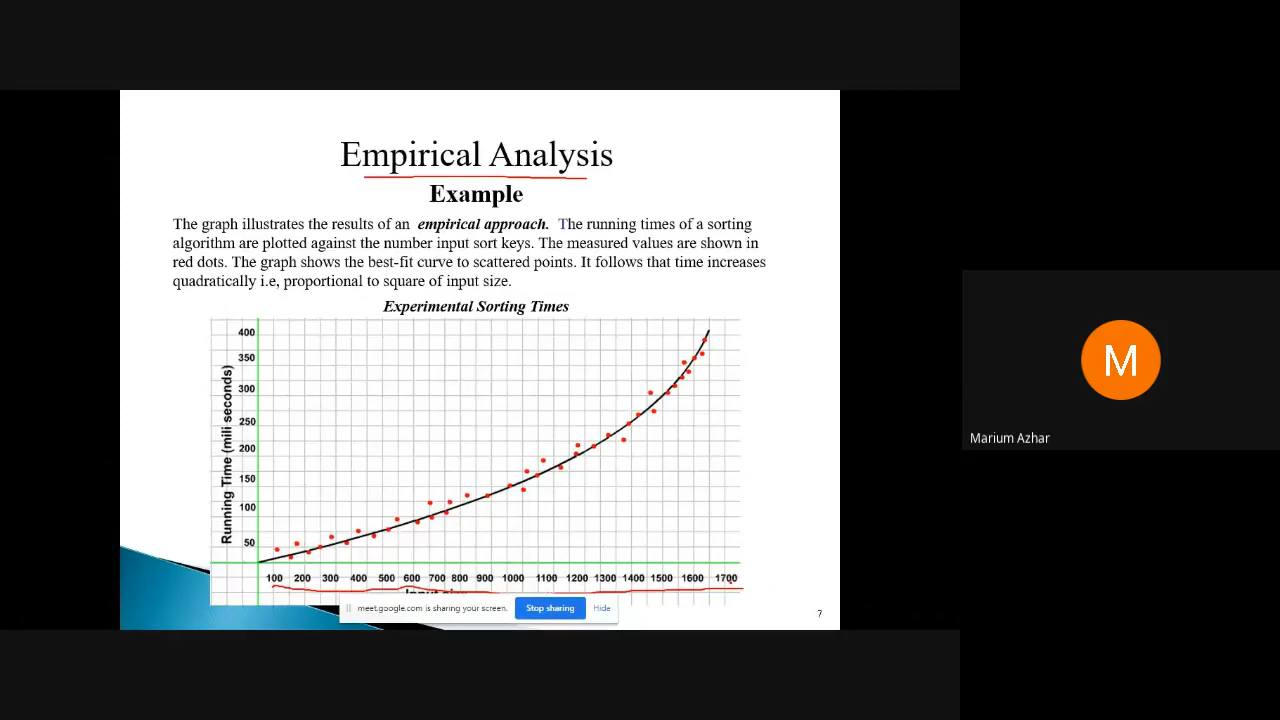 Empirical Analysis
Example
The graph illustrates the results of an empirical approach. The running times of a sorting
algorithm are plotted against the number input sort keys. The measured values are shown in
red dots. The graph shows the best-fit curve to scattered points. It follows that time increases
quadratically i.e, proportional to square of input size.
Experimental Sorting Times
Running Time (mili seconds)
400
350
300
250
200
150
100
50
100 200 300 400 500 600 700 800 900 1000 1100 1200 1300 1400 1500 1600 1700
Input size
meet.google.com is sharing your screen. Stop sharing Hide
7
M
Marium Azhar